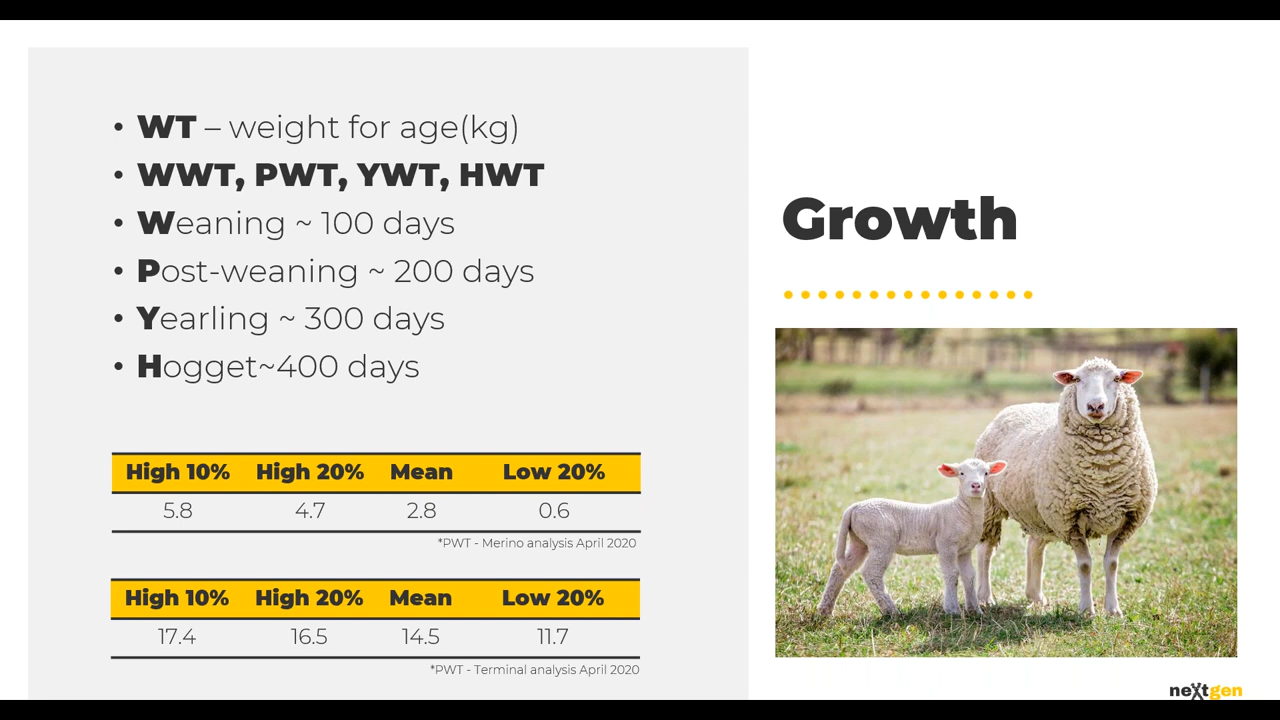 • WT – weight for age(kg)
• WWT, PWT, YWT, HWT
• Weaning ~ 100 days
• Post-weaning ~ 200 days
• Yearling ~ 300 days
• Hogget~400 days
Growth
High 10% High 20% Mean Low 20%
5.8 4.7 2.8 0.6
*PWT - Merino analysis April 2020
High 10% High 20% Mean Low 20%
17.4 16.5 14.5 11.7
*PWT - Terminal analysis April 2020
nextgen